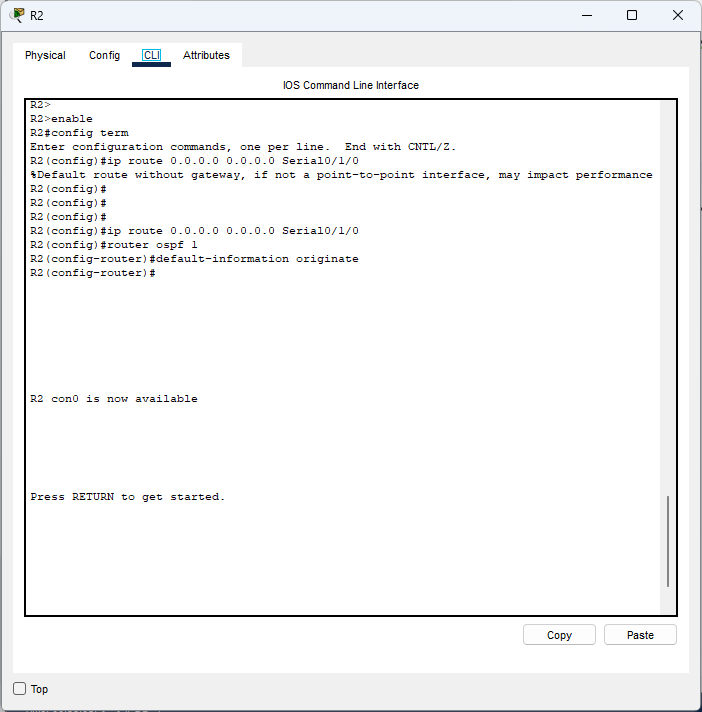 R2
Physical
Config
CLI
Attributes
IOS Command Line Interface
R2>
R2>enable
R2#config term
Enter configuration commands, one per line.  End with CNTL/Z.
R2(config)#ip route 0.0.0.0 0.0.0.0 Serial0/1/0
%Default route without gateway, if not a point-to-point interface, may impact performance
R2(config)#
R2(config)#
R2(config)#
R2(config)#ip route 0.0.0.0 0.0.0.0 Serial0/1/0
R2(config)#router ospf 1
R2(config-router)#default-information originate
R2(config-router)#
R2 con0 is now available
Press RETURN to get started.
Copy
Paste
Top